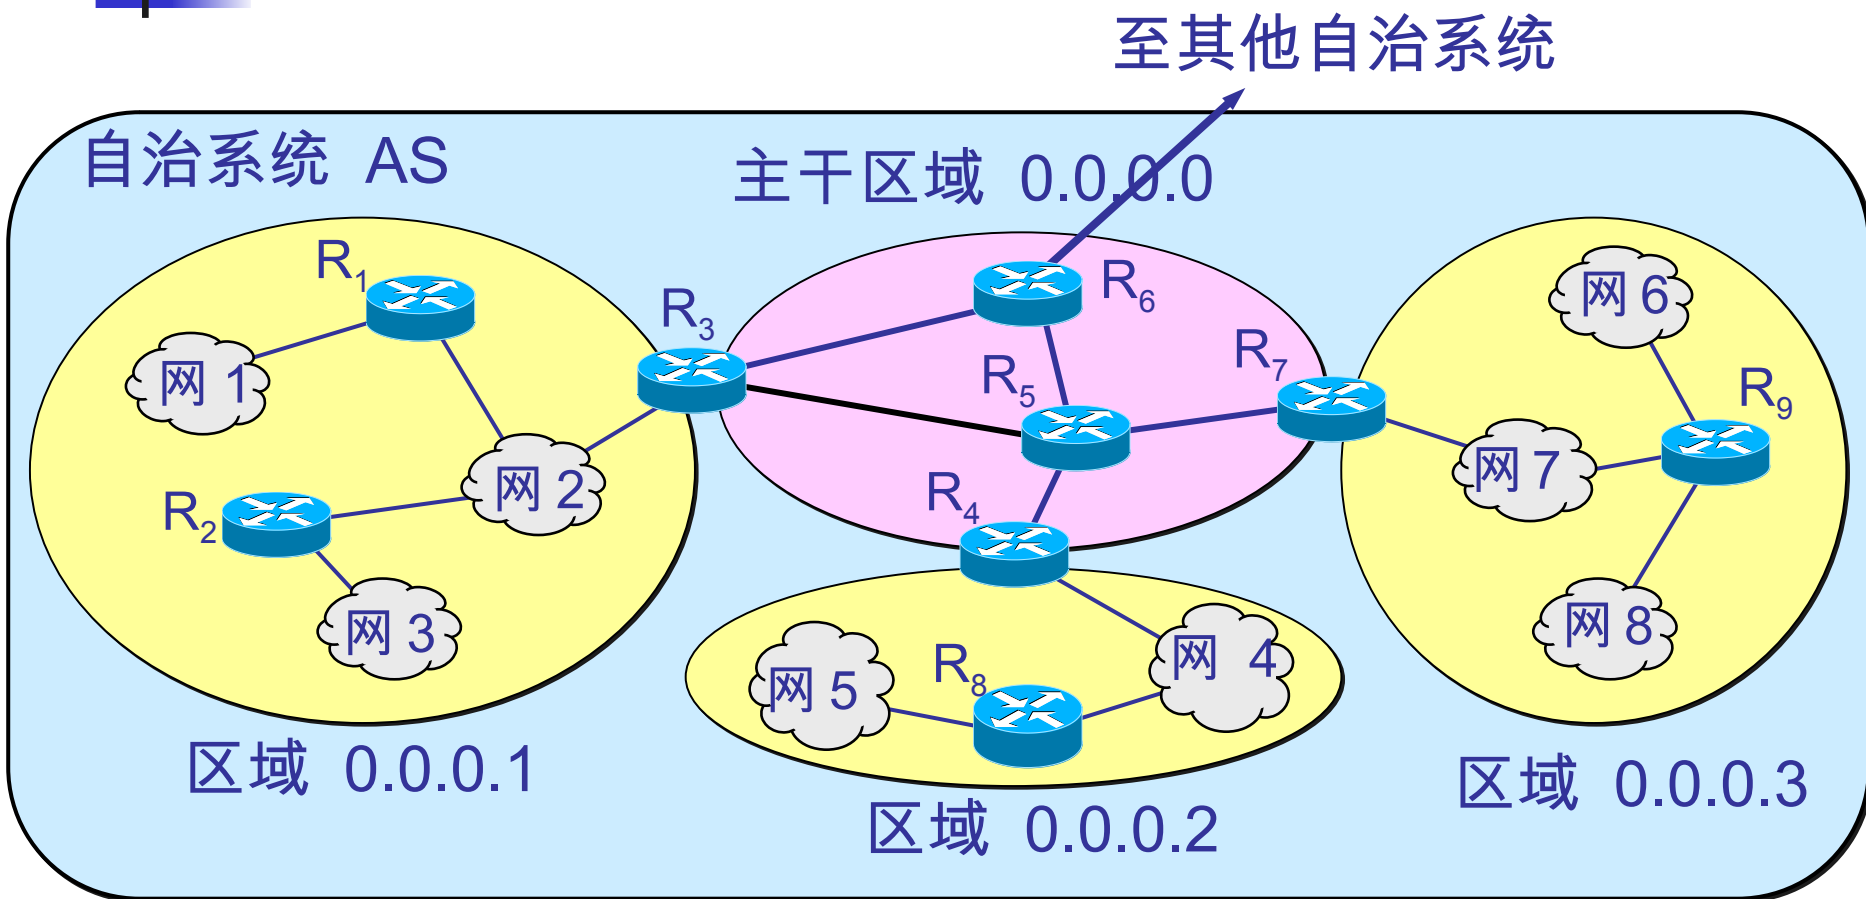 至其他自治系统
自治系统 AS
主干区域 0.0.0.0
R1
R3
R6
R7
R5
R9
R4
R2
R8
网 1
网 2
网 3
网 4
网 5
网 6
网 7
网 8
区域 0.0.0.1
区域 0.0.0.2
区域 0.0.0.3